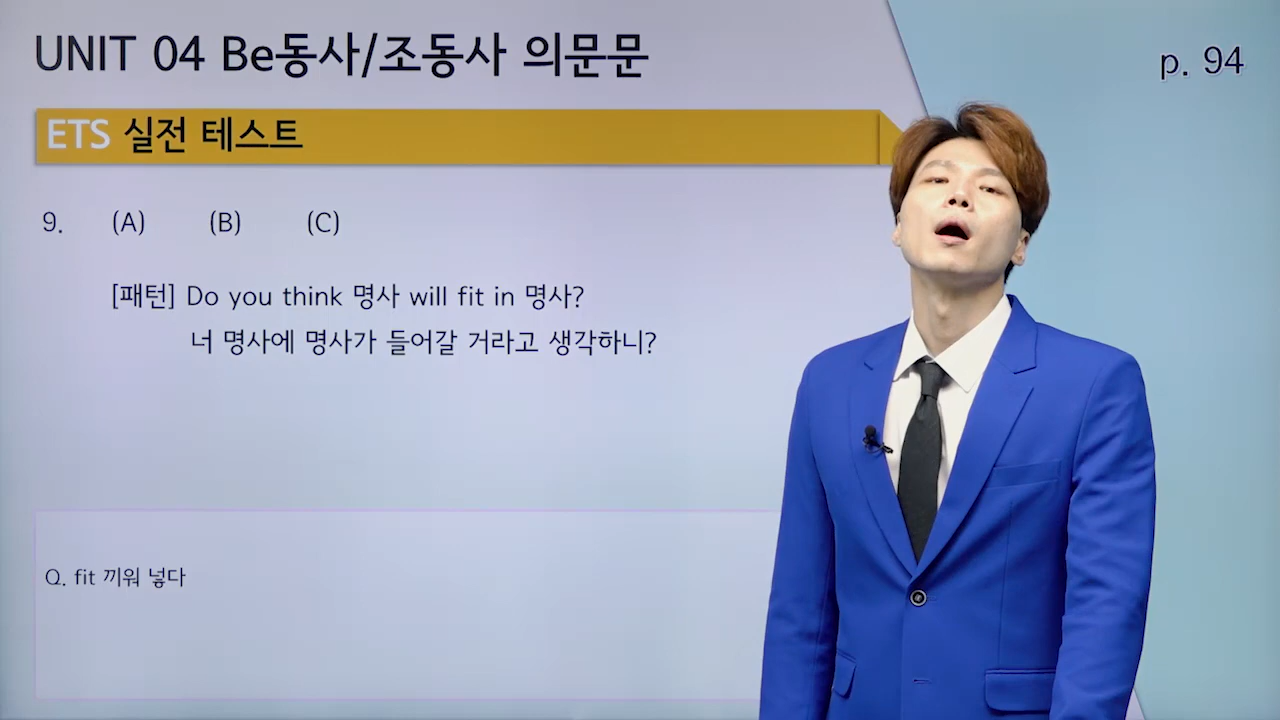 UNIT 04 Be동사/조동사 의문문
p. 94
ETS 실전 테스트
9. (A) (B) (C)
[패턴] Do you think 명사 will fit in 명사?
너 명사에 명사가 들어갈 거라고 생각하니?
Q. fit 끼워 넣다